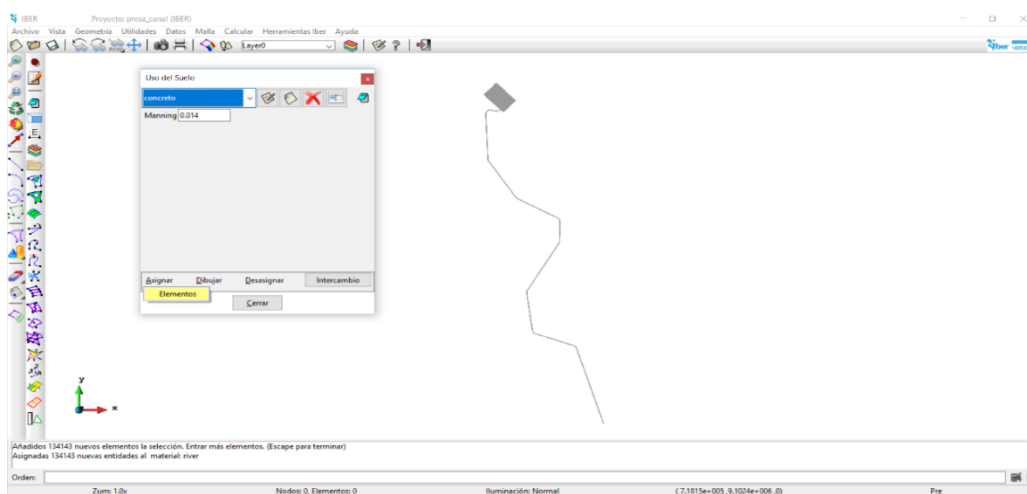 IBER Proyecto: presa_canal (IBER)
Archivo Vista Geometría Utilidades Datos Malla Calcular Herramientas Iber Ayuda
Layer0
iber
Uso del Suelo
concreto
Manning 0.014
Asignar Dibujar Desasignar Intercambio
Elementos
Cerrar
y
x
Añadidos 134143 nuevos elementos la selección. Entrar más elementos. (Escape para terminar)
Asignadas 134143 nuevas entidades al material: river
Orden:
Zum: 1.0x Nodos: 0, Elementos: 0 Iluminación: Normal ( 7.1815e+005 ,9.1024e+006 ,0) Pre